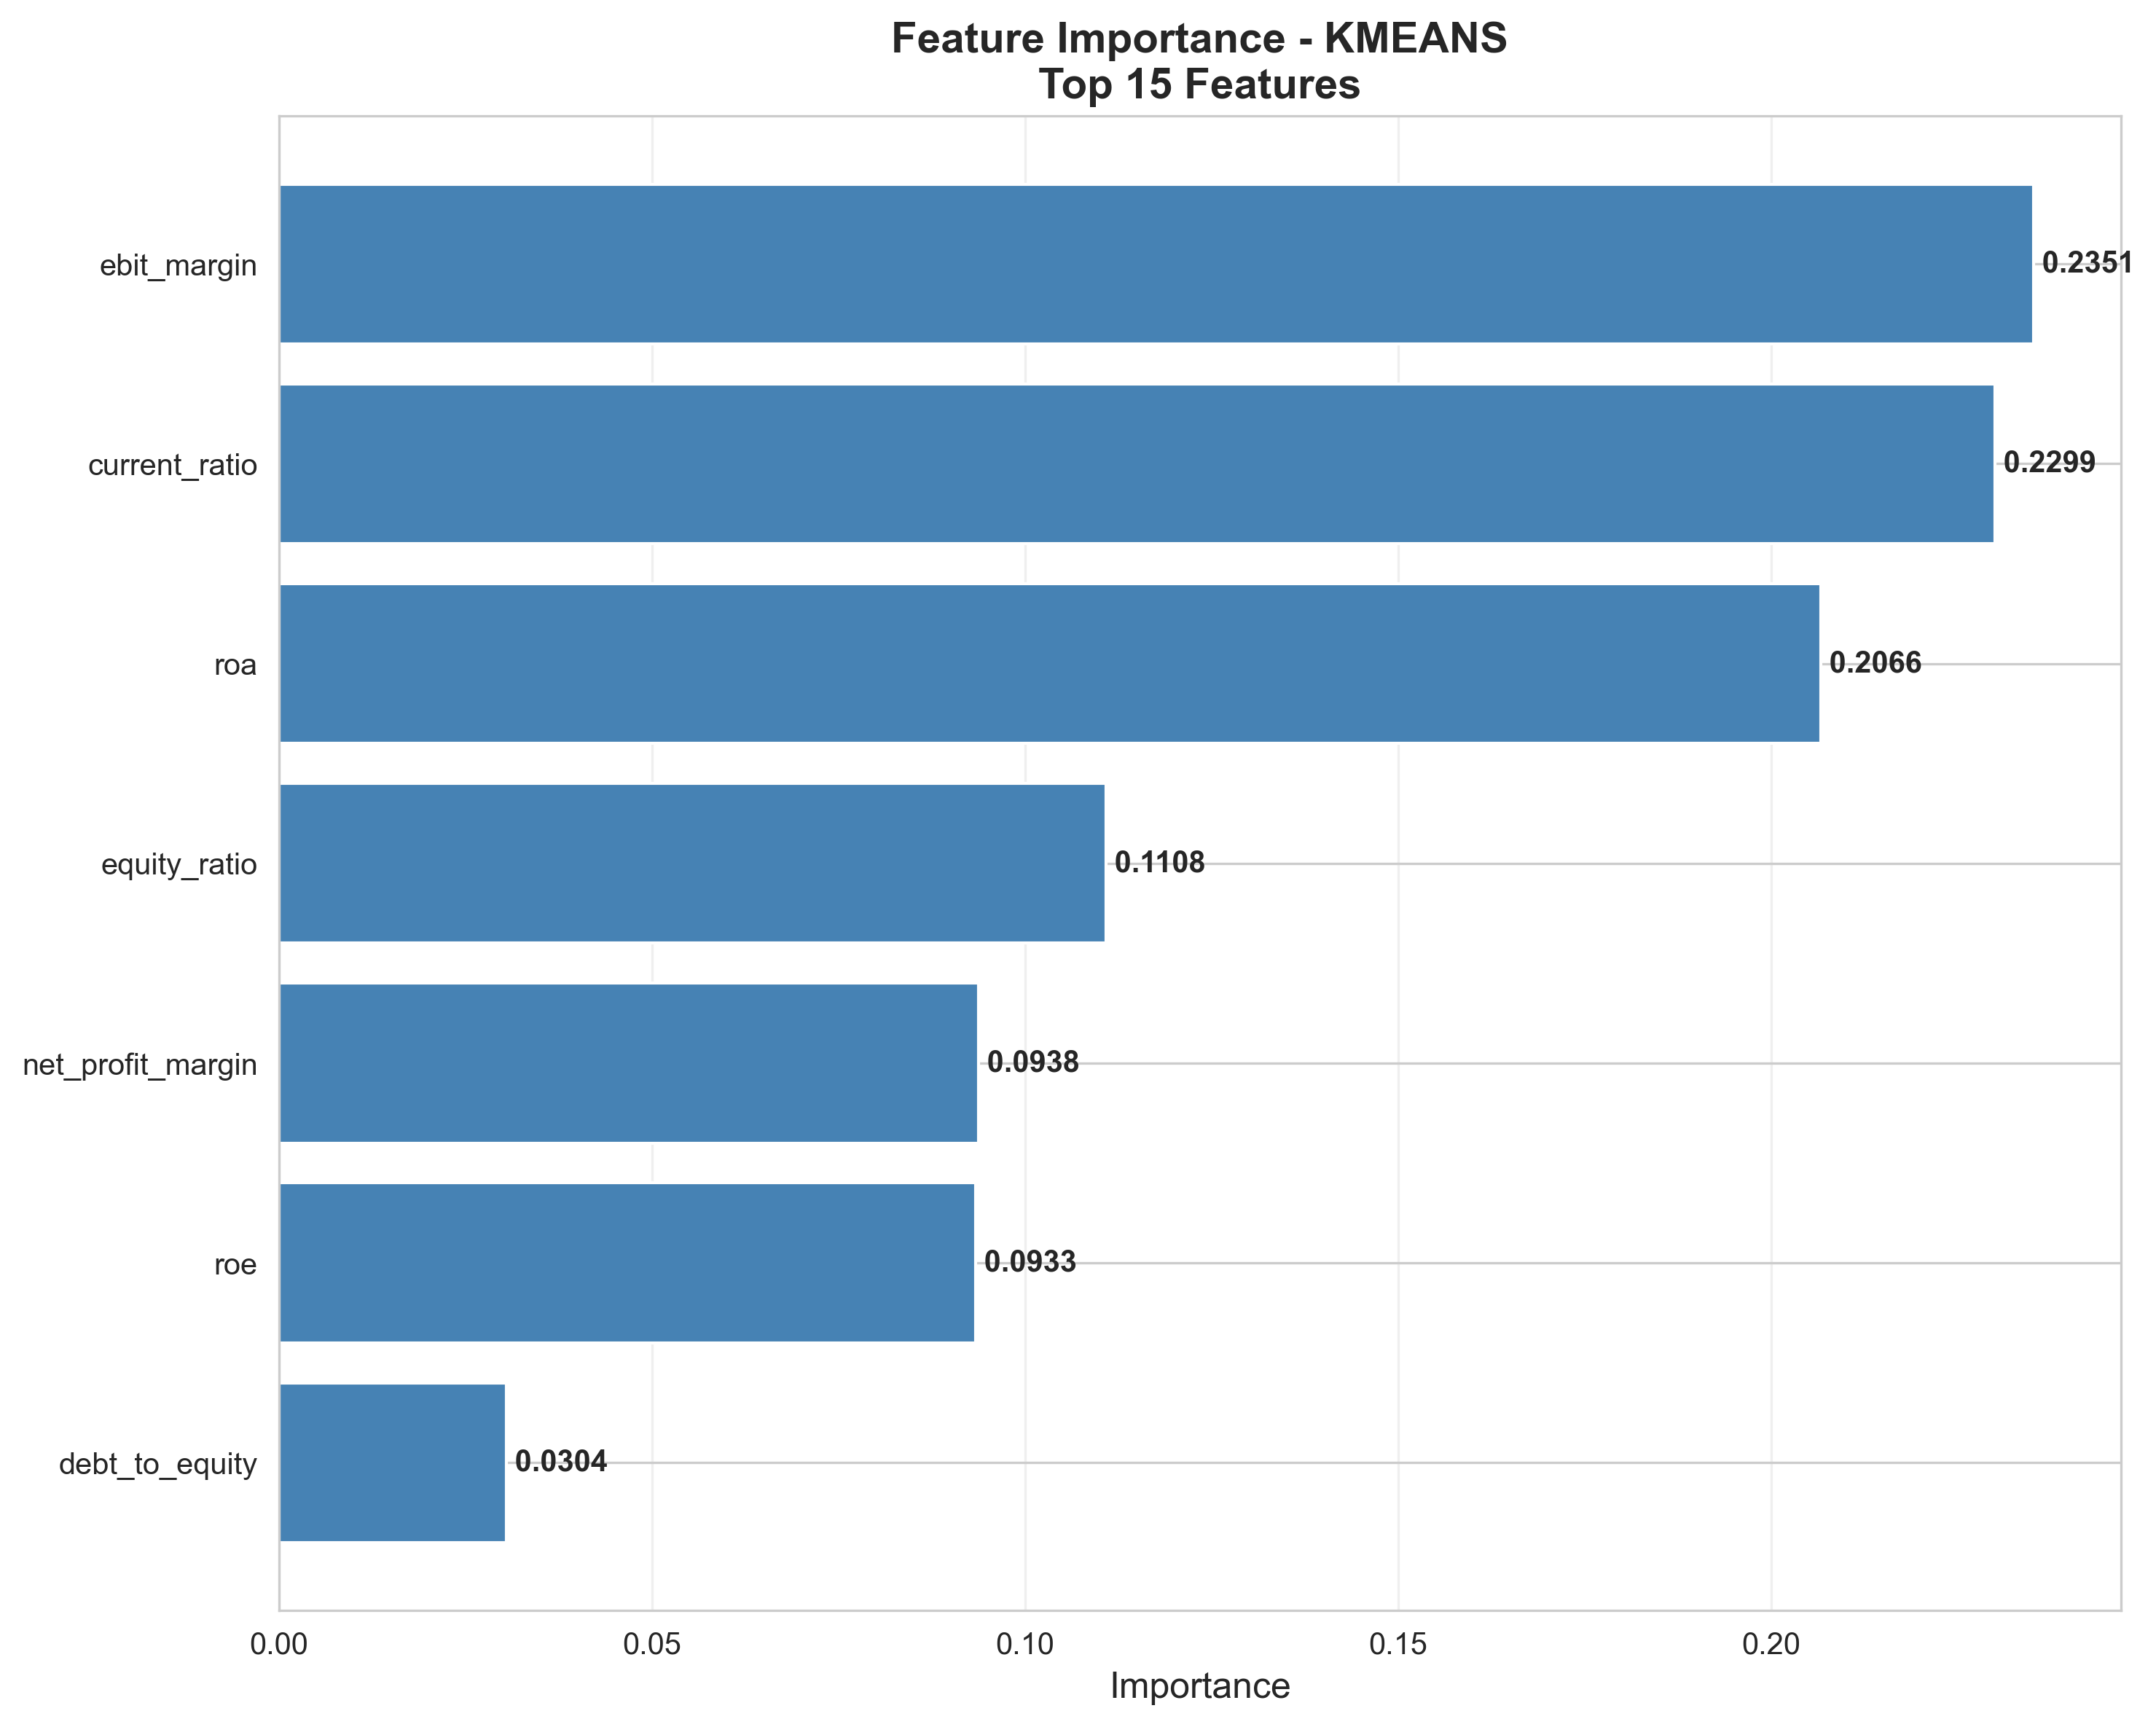 Feature Importance - KMEANS
Top 15 Features
ebit_margin 0.2351
current_ratio 0.2299
roa 0.2066
equity_ratio 0.1108
net_profit_margin 0.0938
roe 0.0933
debt_to_equity 0.0304
0.00 0.05 0.10 0.15 0.20
Importance